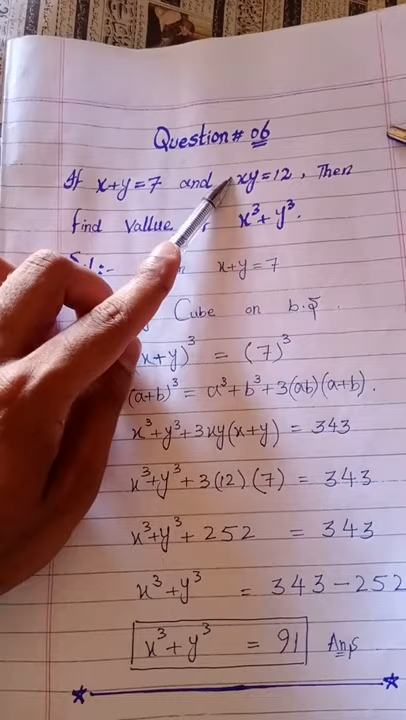 Question # 06
If x+y=7 and xy=12, Then
find vallue x³+y³.
x+y=7
Cube on b.s
x+y)³ = (7)³
(a+b)³ = a³+b³+3(ab)(a+b).
x³+y³+3xy(x+y) = 343
x³+y³+3(12)(7) = 343
x³+y³+252 = 343
x³+y³ = 343-252
x³+y³ = 91 Ans